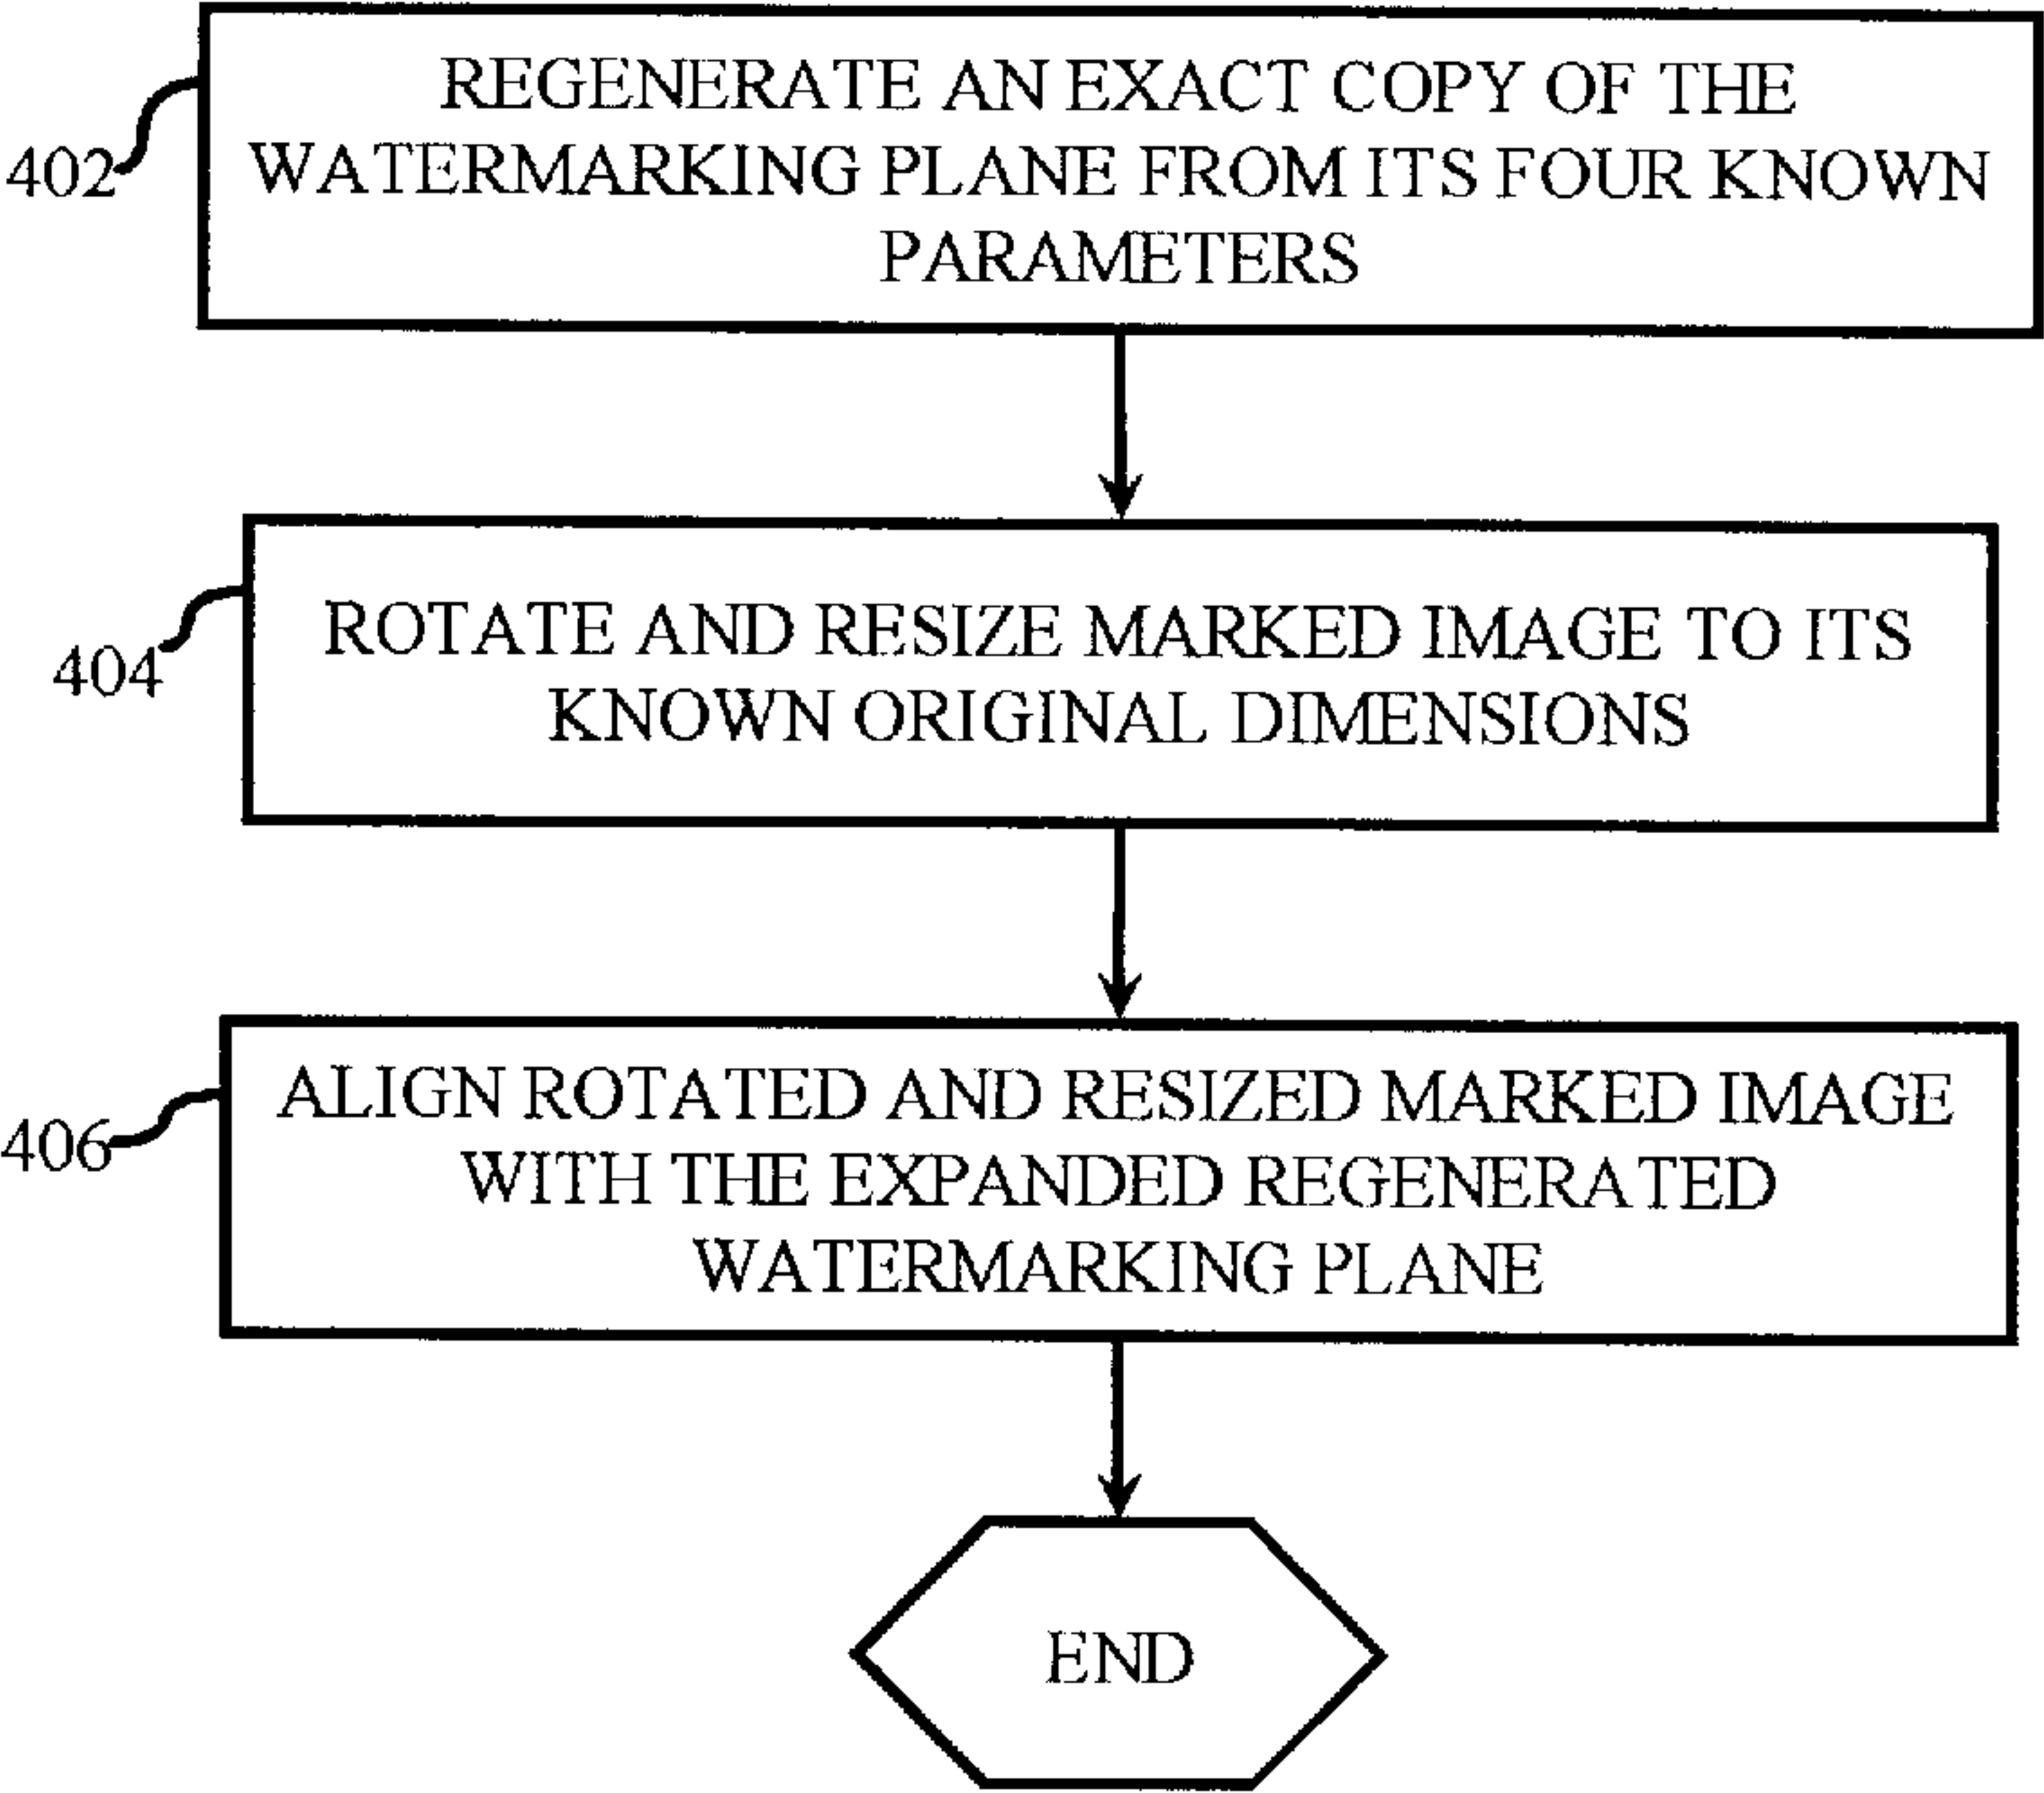 REGENERATE AN EXACT COPY OF THE
WATERMARKING PLANE FROM ITS FOUR KNOWN
PARAMETERS
402
ROTATE AND RESIZE MARKED IMAGE TO ITS
KNOWN ORIGINAL DIMENSIONS
404
ALIGN ROTATED AND RESIZED MARKED IMAGE
WITH THE EXPANDED REGENERATED
WATERMARKING PLANE
406
END